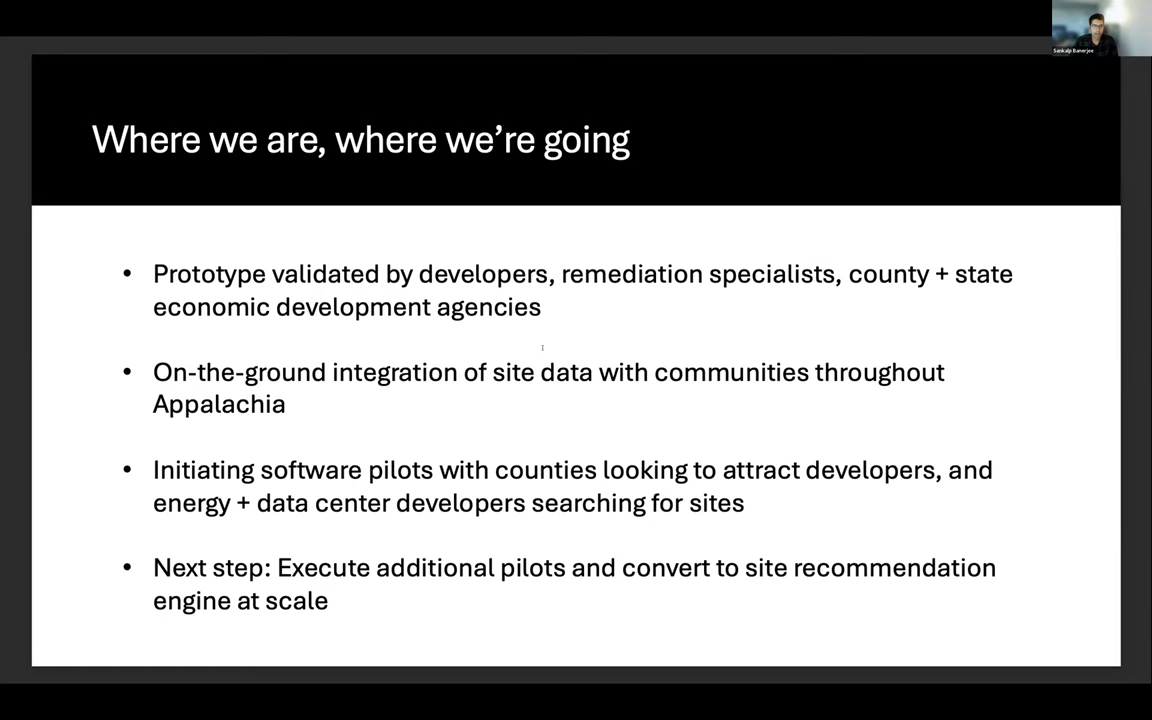 Sankalp Banerjee
Where we are, where we're going
• Prototype validated by developers, remediation specialists, county + state
economic development agencies
• On-the-ground integration of site data with communities throughout
Appalachia
• Initiating software pilots with counties looking to attract developers, and
energy + data center developers searching for sites
• Next step: Execute additional pilots and convert to site recommendation
engine at scale